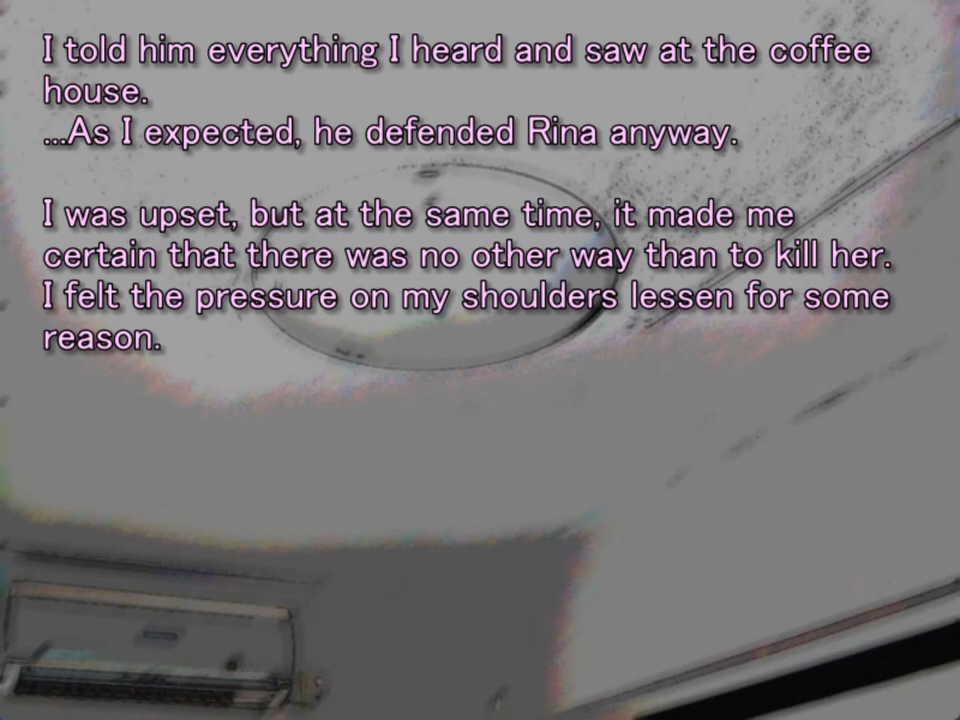 I told him everything I heard and saw at the coffee
house.
...As I expected, he defended Rina anyway.
I was upset, but at the same time, it made me
certain that there was no other way than to kill her.
I felt the pressure on my shoulders lessen for some
reason.